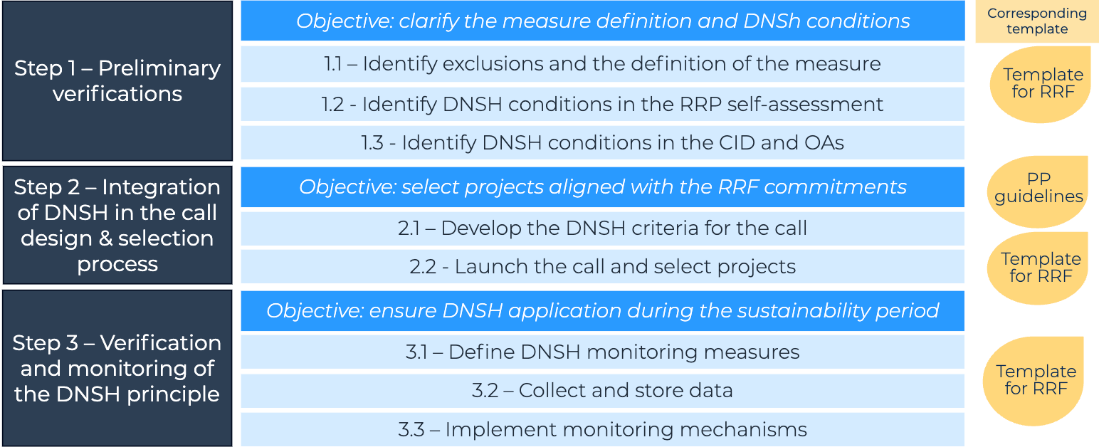 Objective: clarify the measure definition and DNSh conditions
Corresponding
template
Step 1 – Preliminary
verifications
1.1 – Identify exclusions and the definition of the measure
1.2 - Identify DNSH conditions in the RRP self-assessment
1.3 - Identify DNSH conditions in the CID and OAs
Template
for RRF
Step 2 – Integration
of DNSH in the call
design & selection
process
Objective: select projects aligned with the RRF commitments
2.1 – Develop the DNSH criteria for the call
2.2 - Launch the call and select projects
PP
guidelines
Template
for RRF
Step 3 – Verification
and monitoring of
the DNSH principle
Objective: ensure DNSH application during the sustainability period
3.1 – Define DNSH monitoring measures
3.2 – Collect and store data
3.3 – Implement monitoring mechanisms
Template
for RRF